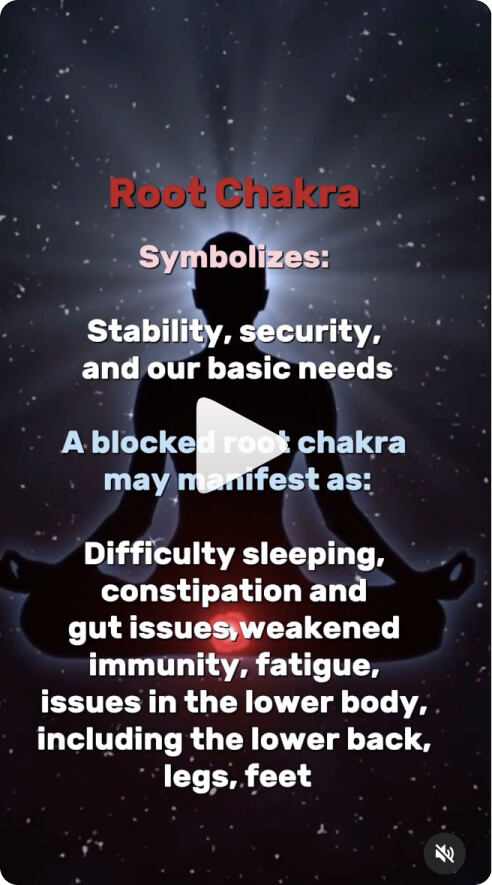 Root Chakra
Symbolizes:
Stability, security,
and our basic needs
A blocked root chakra
may manifest as:
Difficulty sleeping,
constipation and
gut issues,weakened
immunity, fatigue,
issues in the lower body,
including the lower back,
legs, feet